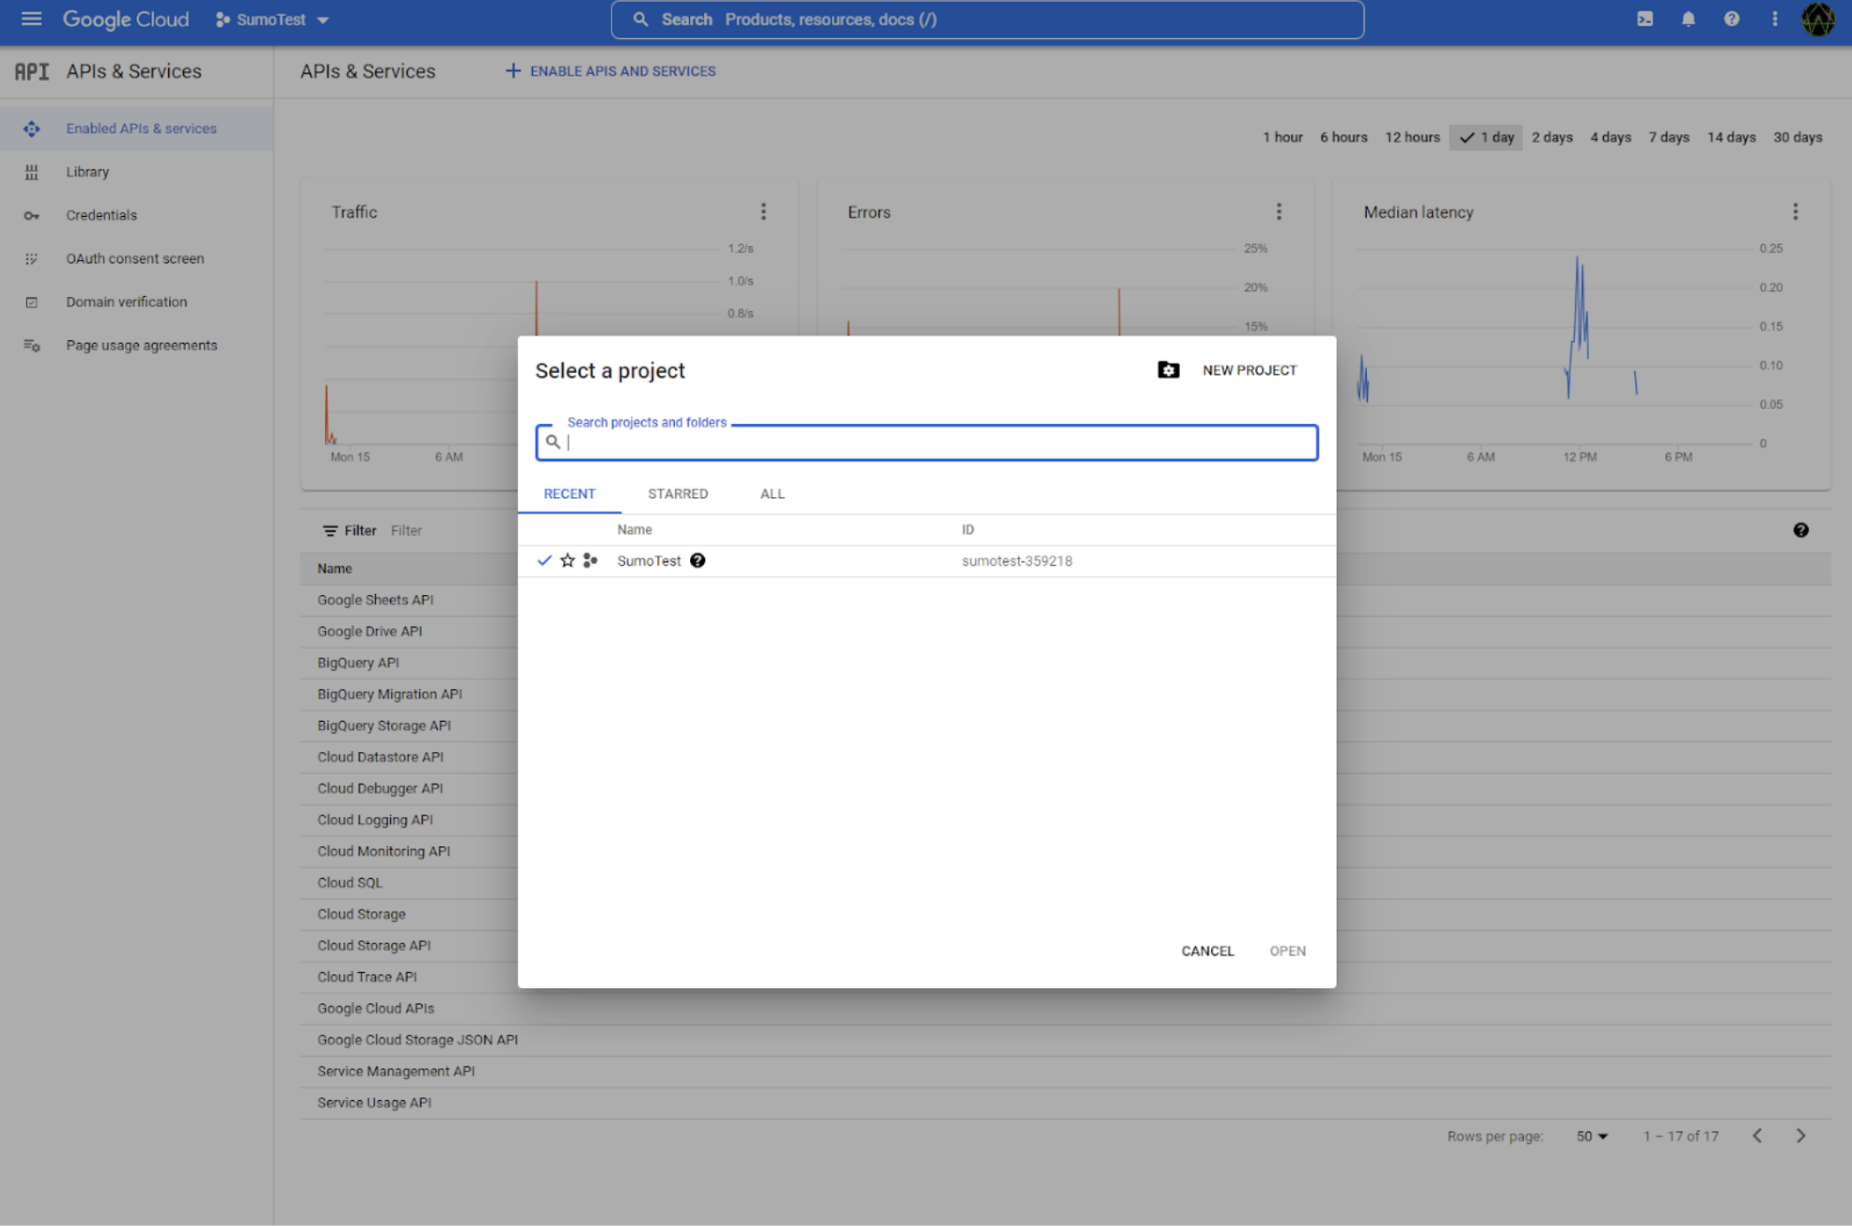 Google Cloud SumoTest Search Products, resources, docs (/)
API APIs & Services
APIs & Services + ENABLE APIS AND SERVICES
Enabled APIs & services
Library
Credentials
OAuth consent screen
Domain verification
Page usage agreements
1 hour 6 hours 12 hours 1 day 2 days 4 days 7 days 14 days 30 days
Traffic
1.2/s
1.0/s
0.8/s
Mon 15 6 AM
Errors
25%
20%
15%
Median latency
0.25
0.20
0.15
0.10
0.05
0
Mon 15 6 AM 12 PM 6 PM
Select a project NEW PROJECT
Search projects and folders
RECENT STARRED ALL
Name ID
SumoTest sumotest-359218
CANCEL OPEN
Filter Filter
Name
Google Sheets API
Google Drive API
BigQuery API
BigQuery Migration API
BigQuery Storage API
Cloud Datastore API
Cloud Debugger API
Cloud Logging API
Cloud Monitoring API
Cloud SQL
Cloud Storage
Cloud Storage API
Cloud Trace API
Google Cloud APIs
Google Cloud Storage JSON API
Service Management API
Service Usage API
Rows per page: 50 1 – 17 of 17